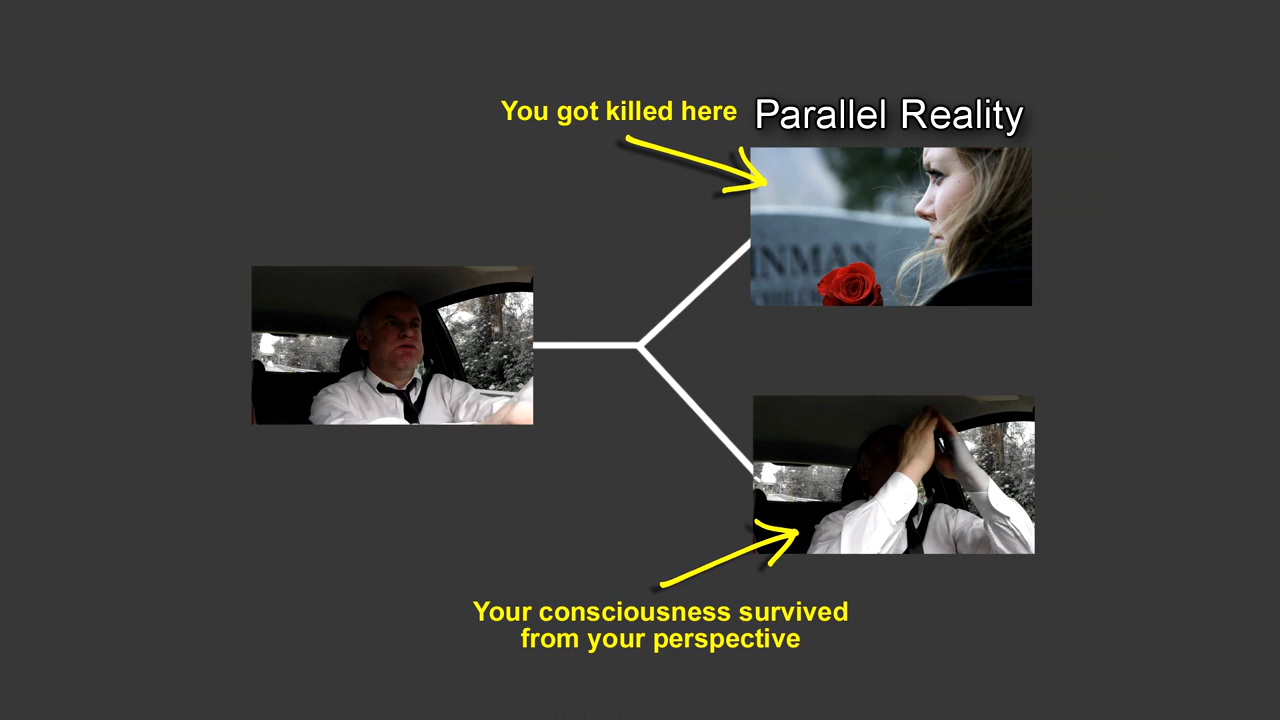 You got killed here
Parallel Reality
INMAN
Your consciousness survived
from your perspective